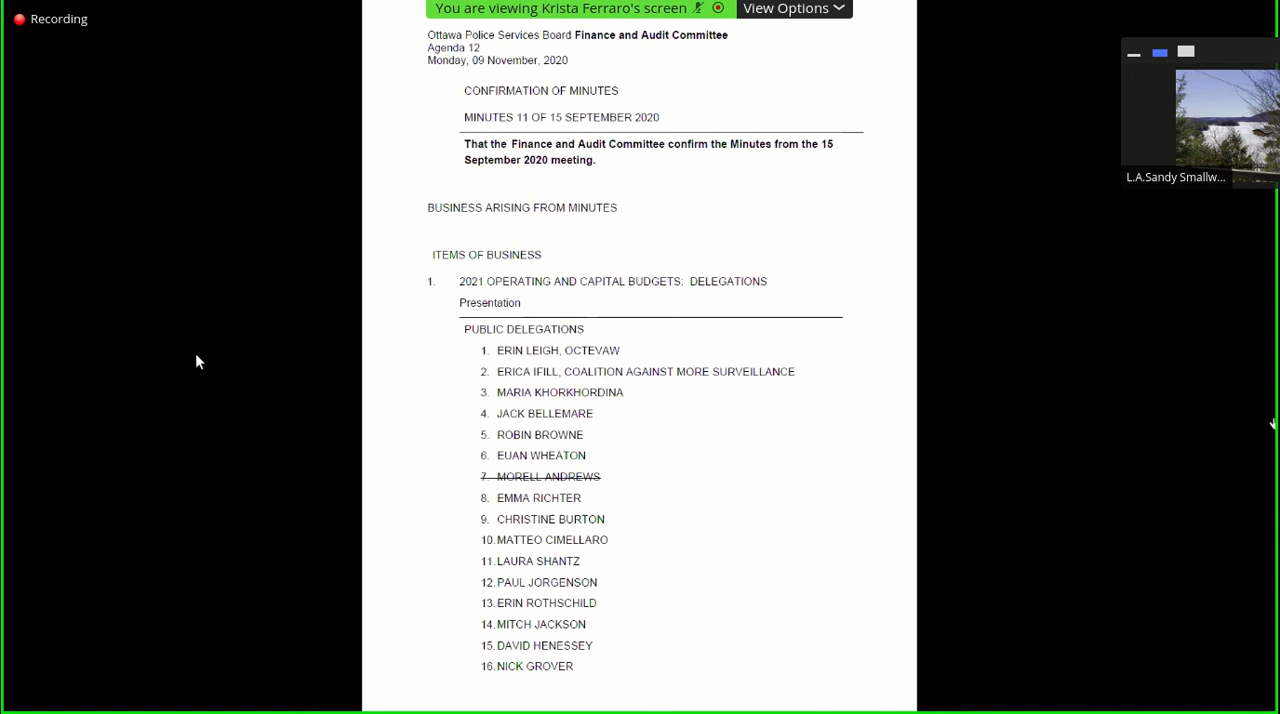 Recording
You are viewing Krista Ferraro's screen
View Options
Ottawa Police Services Board Finance and Audit Committee
Agenda 12
Monday, 09 November, 2020
CONFIRMATION OF MINUTES
MINUTES 11 OF 15 SEPTEMBER 2020
That the Finance and Audit Committee confirm the Minutes from the 15
September 2020 meeting.
BUSINESS ARISING FROM MINUTES
ITEMS OF BUSINESS
1. 2021 OPERATING AND CAPITAL BUDGETS: DELEGATIONS
Presentation
PUBLIC DELEGATIONS
1. ERIN LEIGH, OCTEVAW
2. ERICA IFILL, COALITION AGAINST MORE SURVEILLANCE
3. MARIA KHORKHORDINA
4. JACK BELLEMARE
5. ROBIN BROWNE
6. EUAN WHEATON
7. MORELL ANDREWS
8. EMMA RICHTER
9. CHRISTINE BURTON
10. MATTEO CIMELLARO
11. LAURA SHANTZ
12. PAUL JORGENSON
13. ERIN ROTHSCHILD
14. MITCH JACKSON
15. DAVID HENESSEY
16. NICK GROVER
L.A.Sandy Smallw...